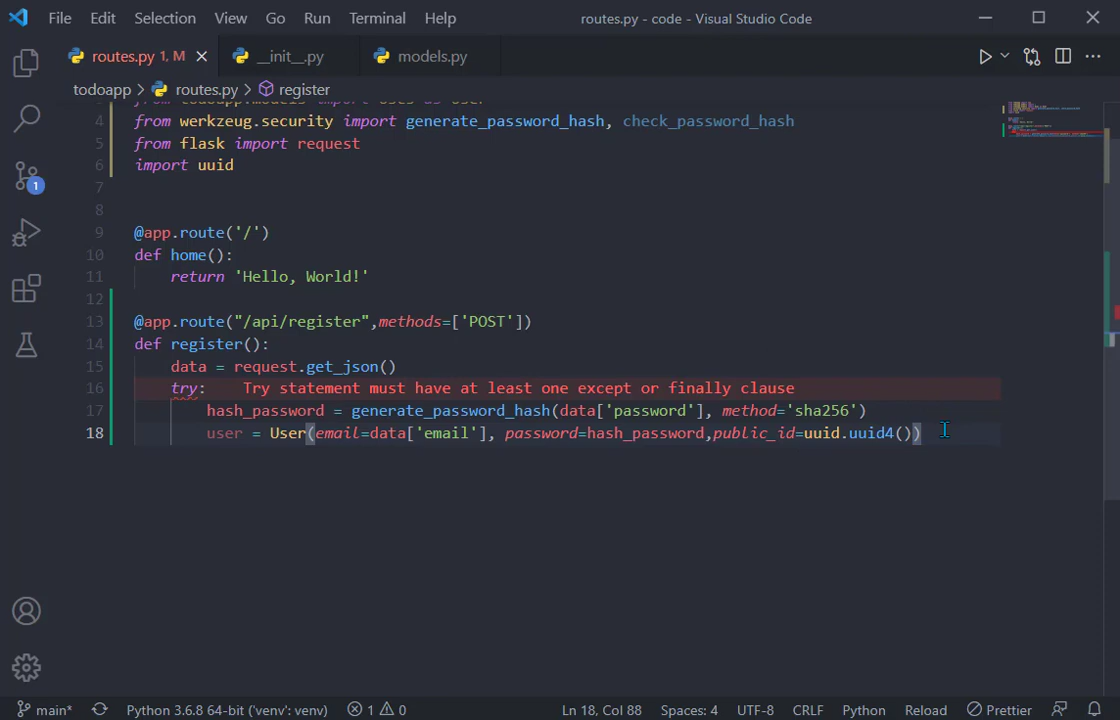 File Edit Selection View Go Run Terminal Help routes.py - code - Visual Studio Code
routes.py 1, M __init__.py models.py
todoapp > routes.py > register
4 from werkzeug.security import generate_password_hash, check_password_hash
5 from flask import request
6 import uuid
7
8
9 @app.route('/')
10 def home():
11 return 'Hello, World!'
12
13 @app.route("/api/register",methods=['POST'])
14 def register():
15 data = request.get_json()
16 try: Try statement must have at least one except or finally clause
17 hash_password = generate_password_hash(data['password'], method='sha256')
18 user = User(email=data['email'], password=hash_password,public_id=uuid.uuid4())
1
main* Python 3.6.8 64-bit ('venv': venv) 1 0 Ln 18, Col 88 Spaces: 4 UTF-8 CRLF Python Reload Prettier